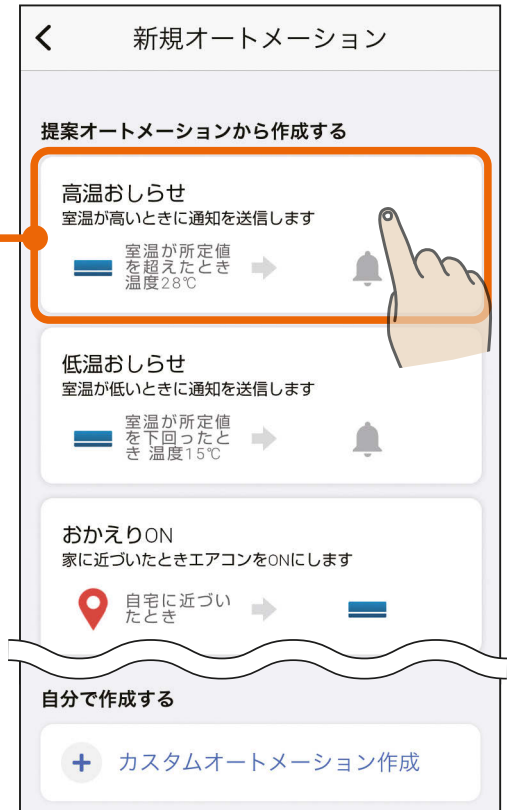 新規オートメーション
提案オートメーションから作成する
高温おしらせ
室温が高いときに通知を送信します
室温が所定値
を超えたとき
温度28℃
低温おしらせ
室温が低いときに通知を送信します
室温が所定値
を下回ったと
き 温度15℃
おかえりON
家に近づいたときエアコンをONにします
自宅に近づい
たとき
自分で作成する
+ カスタムオートメーション作成